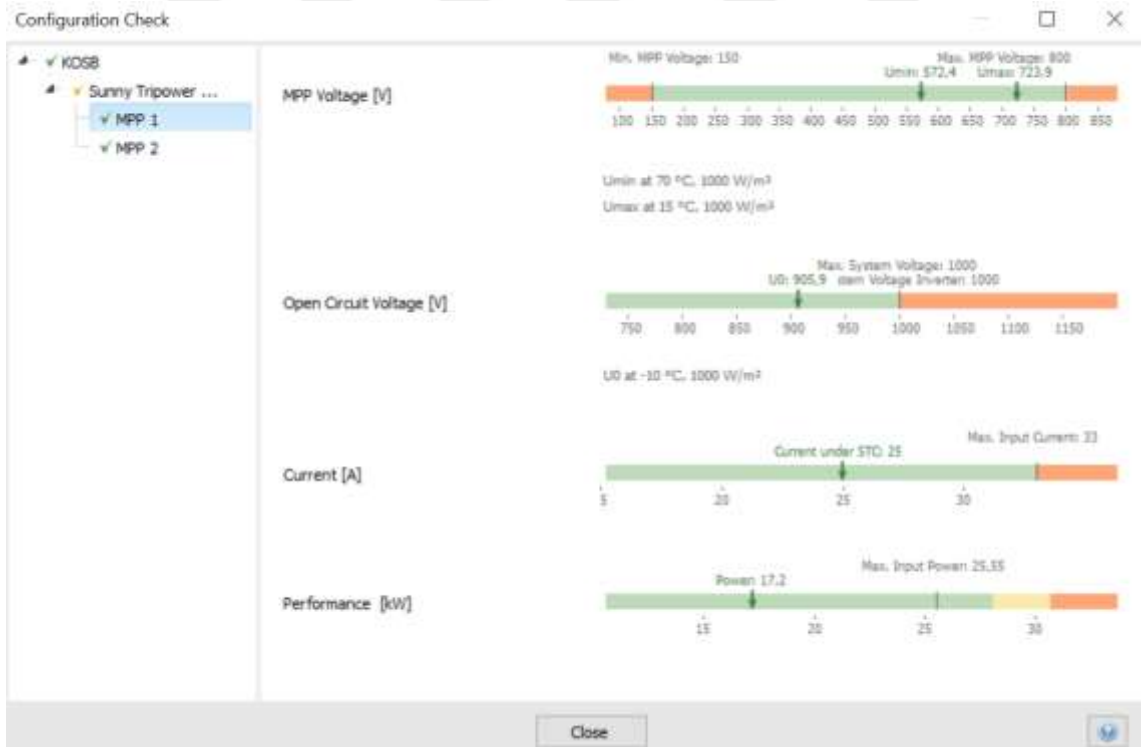 Configuration Check
KOSB
Sunny Tripower ...
MPP 1
MPP 2
MPP Voltage [V]
Min. MPP Voltage: 150
Max. MPP Voltage: 800
Umin: 572,4 Umax: 723,9
100 150 200 250 300 350 400 450 500 550 600 650 700 750 800 850
Umin at 70 °C, 1000 W/m²
Umax at 15 °C, 1000 W/m²
Open Circuit Voltage [V]
Max. System Voltage: 1000
U0: 905,9 stem Voltage Inverter: 1000
750 800 850 900 950 1000 1050 1100 1150
U0 at -10 °C, 1000 W/m²
Current [A]
Max. Input Current: 33
Current under STC: 25
5 20 25 30
Performance [kW]
Max. Input Power: 25,55
Power: 17,2
15 20 25 30
Close